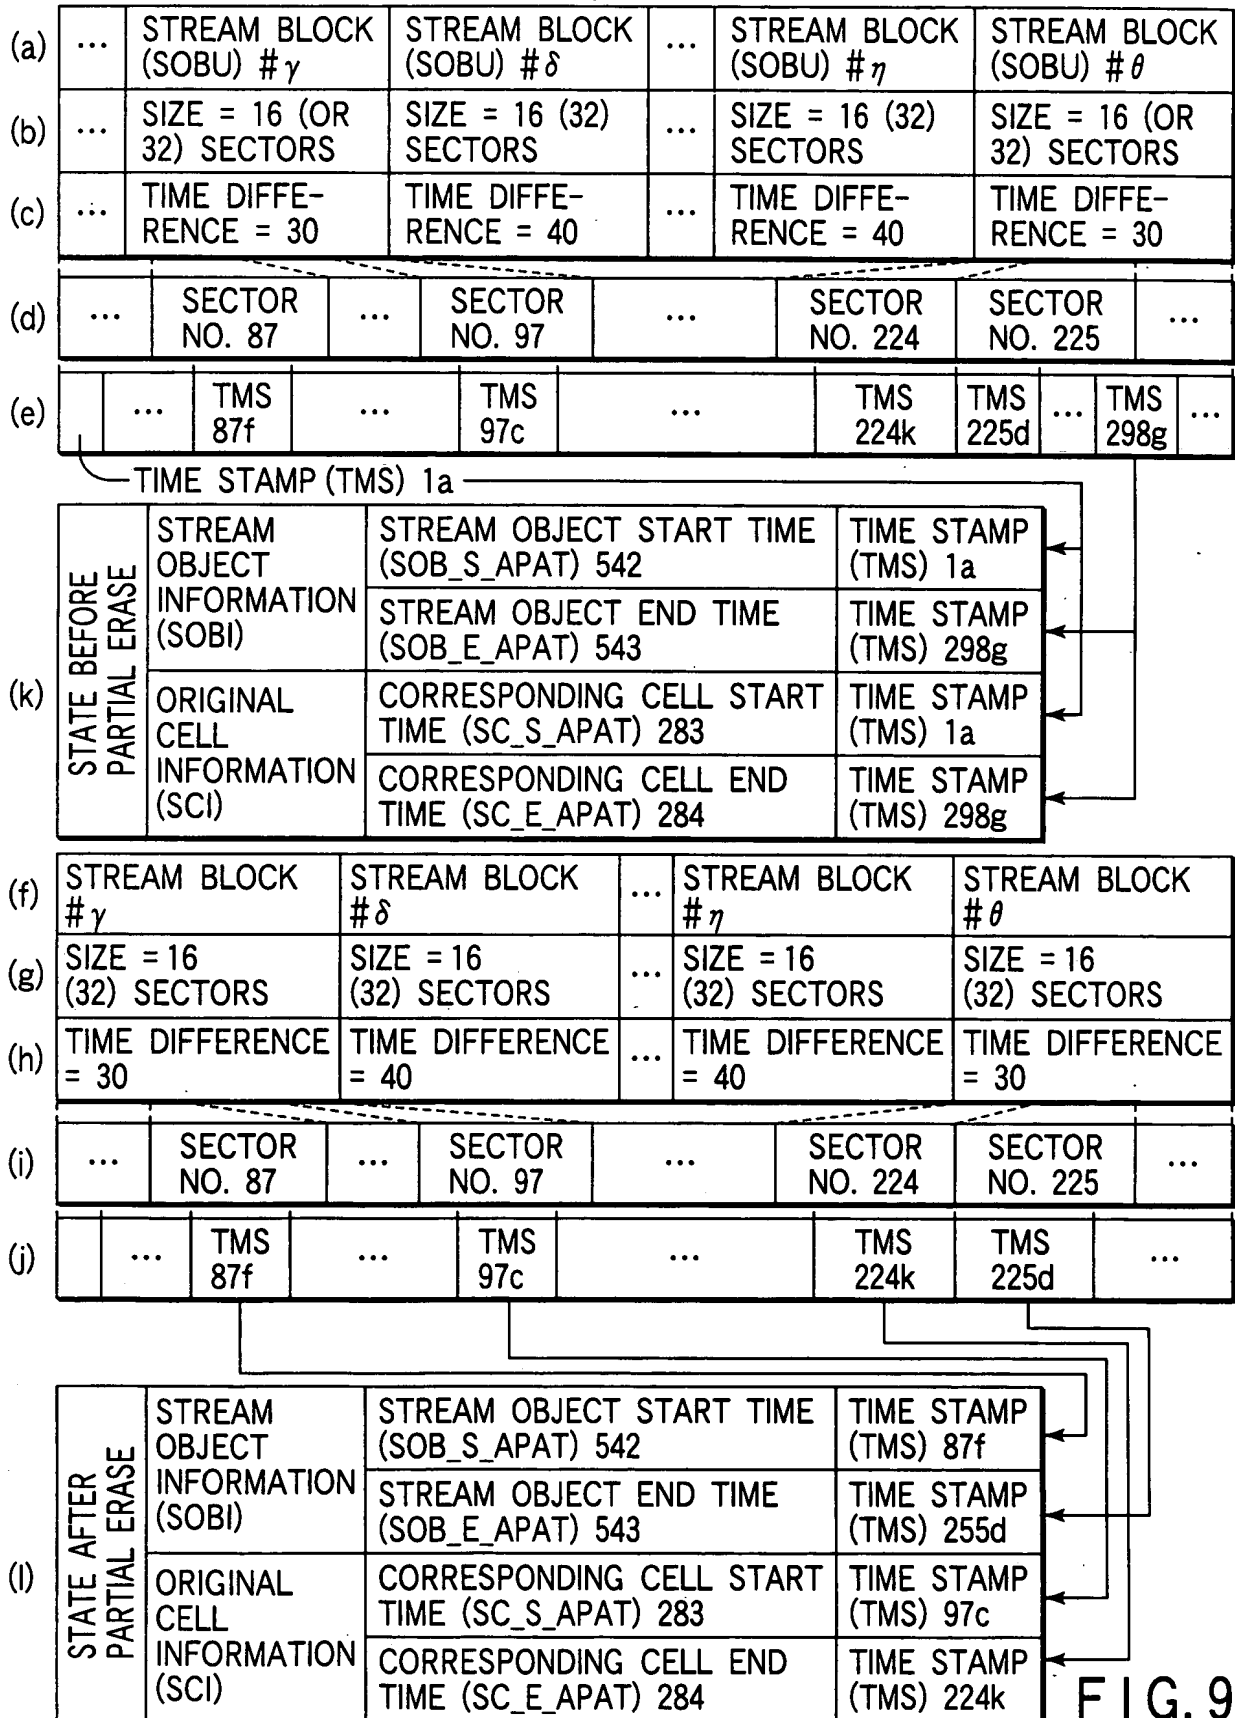 (a) ... STREAM BLOCK STREAM BLOCK ... STREAM BLOCK STREAM BLOCK
(SOBU) #γ (SOBU) #δ (SOBU) #η (SOBU) #θ
(b) ... SIZE = 16 (OR SIZE = 16 (32) ... SIZE = 16 (32) SIZE = 16 (OR
32) SECTORS SECTORS SECTORS 32) SECTORS
(c) ... TIME DIFFE- TIME DIFFE- ... TIME DIFFE- TIME DIFFE-
RENCE = 30 RENCE = 40 RENCE = 40 RENCE = 30
(d) ... SECTOR ... SECTOR ... SECTOR SECTOR ...
NO. 87 NO. 97 NO. 224 NO. 225
(e) ... TMS ... TMS ... TMS TMS ... TMS ...
87f 97c 224k 225d 298g
TIME STAMP (TMS) 1a
(k) STATE BEFORE
PARTIAL ERASE
STREAM
OBJECT
INFORMATION
(SOBI)
STREAM OBJECT START TIME TIME STAMP
(SOB_S_APAT) 542 (TMS) 1a
STREAM OBJECT END TIME TIME STAMP
(SOB_E_APAT) 543 (TMS) 298g
ORIGINAL
CELL
INFORMATION
(SCI)
CORRESPONDING CELL START TIME STAMP
TIME (SC_S_APAT) 283 (TMS) 1a
CORRESPONDING CELL END TIME STAMP
TIME (SC_E_APAT) 284 (TMS) 298g
(f) STREAM BLOCK STREAM BLOCK ... STREAM BLOCK STREAM BLOCK
#γ #δ #η #θ
(g) SIZE = 16 SIZE = 16 ... SIZE = 16 SIZE = 16
(32) SECTORS (32) SECTORS (32) SECTORS (32) SECTORS
(h) TIME DIFFERENCE TIME DIFFERENCE ... TIME DIFFERENCE TIME DIFFERENCE
= 30 = 40 = 40 = 30
(i) ... SECTOR ... SECTOR ... SECTOR SECTOR ...
NO. 87 NO. 97 NO. 224 NO. 225
(j) ... TMS ... TMS ... TMS TMS ...
87f 97c 224k 225d
(l) STATE AFTER
PARTIAL ERASE
STREAM
OBJECT
INFORMATION
(SOBI)
STREAM OBJECT START TIME TIME STAMP
(SOB_S_APAT) 542 (TMS) 87f
STREAM OBJECT END TIME TIME STAMP
(SOB_E_APAT) 543 (TMS) 255d
ORIGINAL
CELL
INFORMATION
(SCI)
CORRESPONDING CELL START TIME STAMP
TIME (SC_S_APAT) 283 (TMS) 97c
CORRESPONDING CELL END TIME STAMP
TIME (SC_E_APAT) 284 (TMS) 224k
FIG. 9